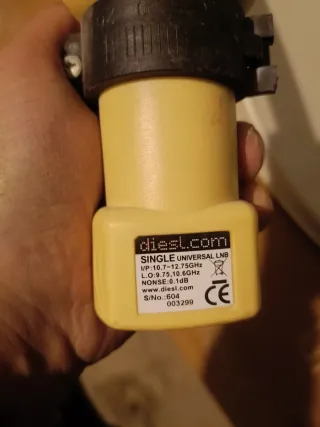 diesl.com
SINGLE UNIVERSAL LNB
I/P:10.7~12.75GHz
L.O:9.75,10.6GHz
NONSE:0.1dB
www.diesl.com
S/No.:604
003299
CE